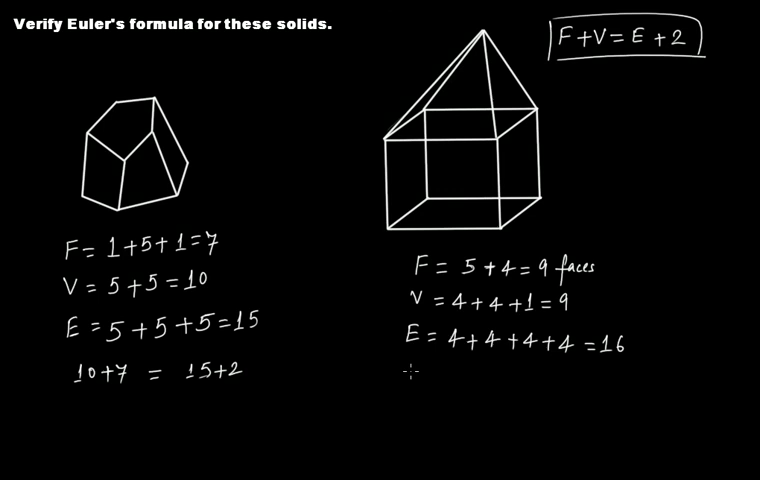 Verify Euler's formula for these solids.
F+V=E+2
F= 1+5+1=7
V= 5+5=10
E=5+5+5=15
10+7 = 15+2
F= 5+4=9 faces
V=4+4+1=9
E= 4+4+4+4=16